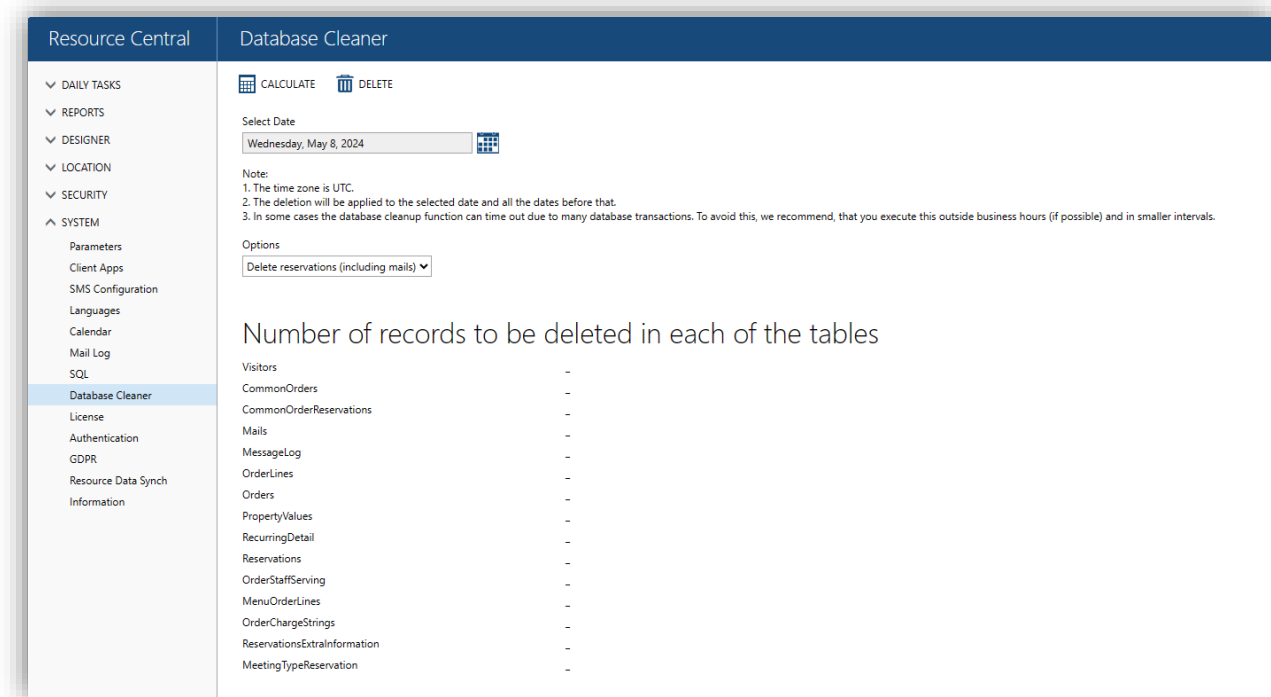 Resource Central
Database Cleaner
DAILY TASKS
REPORTS
DESIGNER
LOCATION
SECURITY
SYSTEM
Parameters
Client Apps
SMS Configuration
Languages
Calendar
Mail Log
SQL
Database Cleaner
License
Authentication
GDPR
Resource Data Synch
Information
CALCULATE DELETE
Select Date
Wednesday, May 8, 2024
Note:
1. The time zone is UTC.
2. The deletion will be applied to the selected date and all the dates before that.
3. In some cases the database cleanup function can time out due to many database transactions. To avoid this, we recommend, that you execute this outside business hours (if possible) and in smaller intervals.
Options
Delete reservations (including mails)
Number of records to be deleted in each of the tables
Visitors _
CommonOrders _
CommonOrderReservations _
Mails _
MessageLog _
OrderLines _
Orders _
PropertyValues _
RecurringDetail _
Reservations _
OrderStaffServing _
MenuOrderLines _
OrderChargeStrings _
ReservationsExtraInformation _
MeetingTypeReservation _